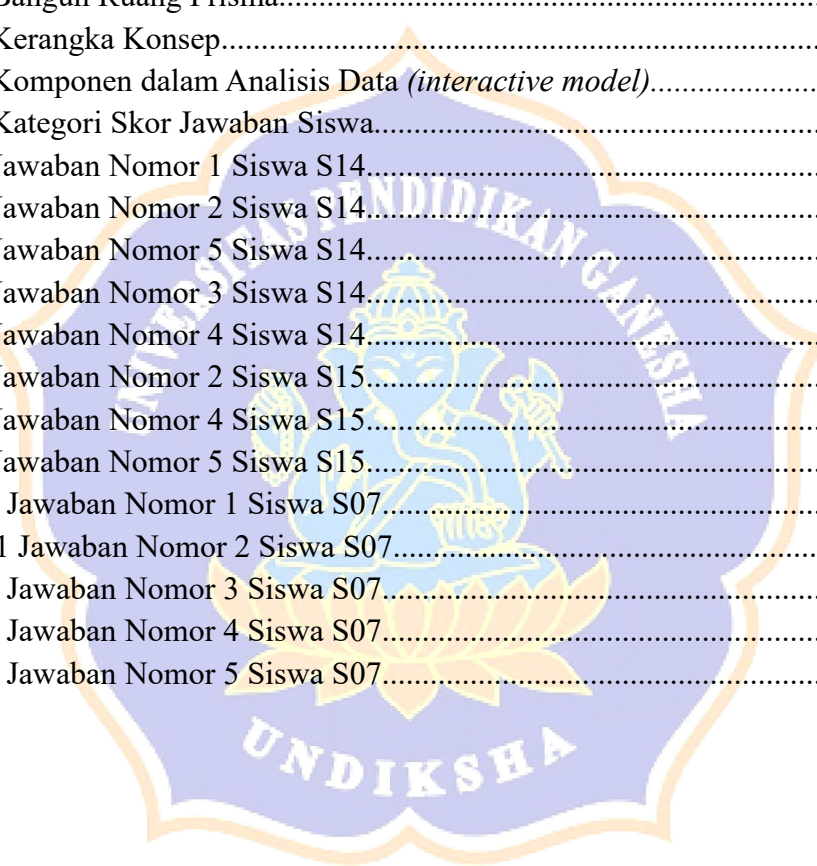 Bangun Ruang Prisma
Kerangka Konsep
Komponen dalam Analisis Data (interactive model)
Kategori Skor Jawaban Siswa
Jawaban Nomor 1 Siswa S14
Jawaban Nomor 2 Siswa S14
Jawaban Nomor 5 Siswa S14
Jawaban Nomor 3 Siswa S14
Jawaban Nomor 4 Siswa S14
Jawaban Nomor 2 Siswa S15
Jawaban Nomor 4 Siswa S15
Jawaban Nomor 5 Siswa S15
Jawaban Nomor 1 Siswa S07
1 Jawaban Nomor 2 Siswa S07
Jawaban Nomor 3 Siswa S07
Jawaban Nomor 4 Siswa S07
Jawaban Nomor 5 Siswa S07
UNIVERSITAS PENDIDIKAN GANESHA
UNDIKSHA